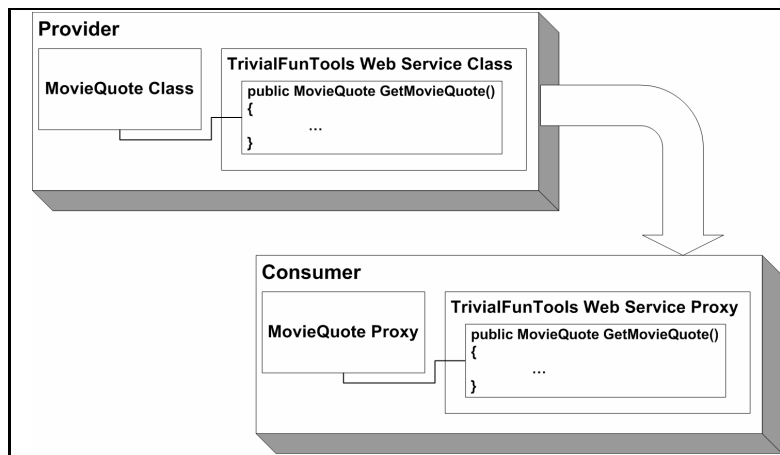 Provider
MovieQuote Class
TrivialFunTools Web Service Class
public MovieQuote GetMovieQuote()
{
...
}
Consumer
MovieQuote Proxy
TrivialFunTools Web Service Proxy
public MovieQuote GetMovieQuote()
{
...
}